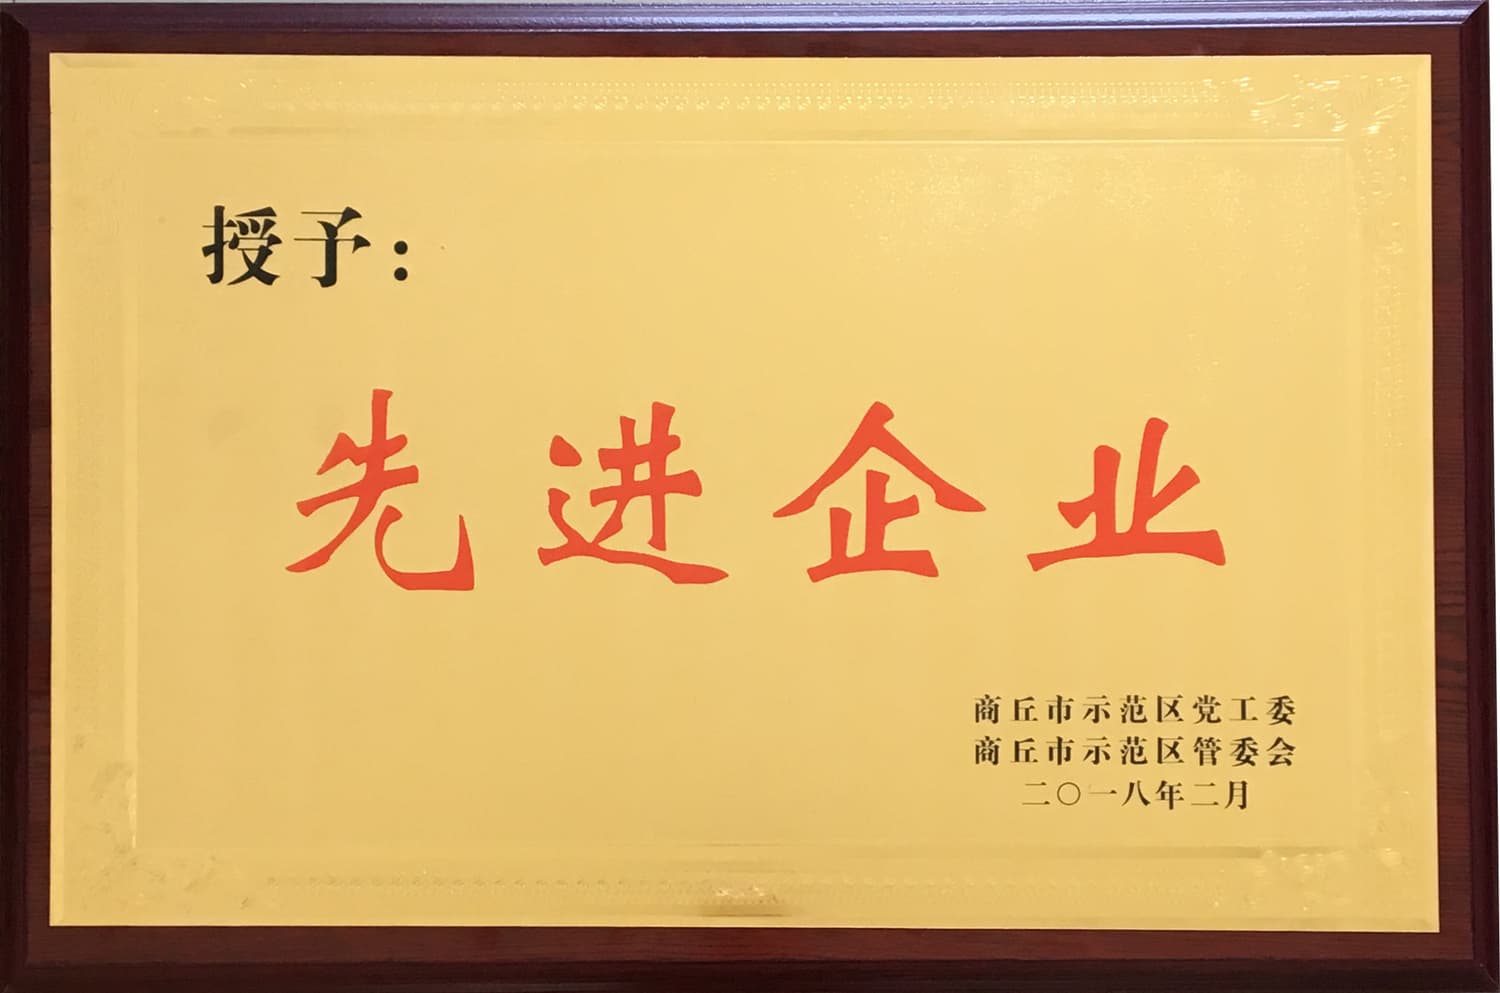 授予：
先进企业
商丘市示范区党工委
商丘市示范区管委会
二〇一八年二月